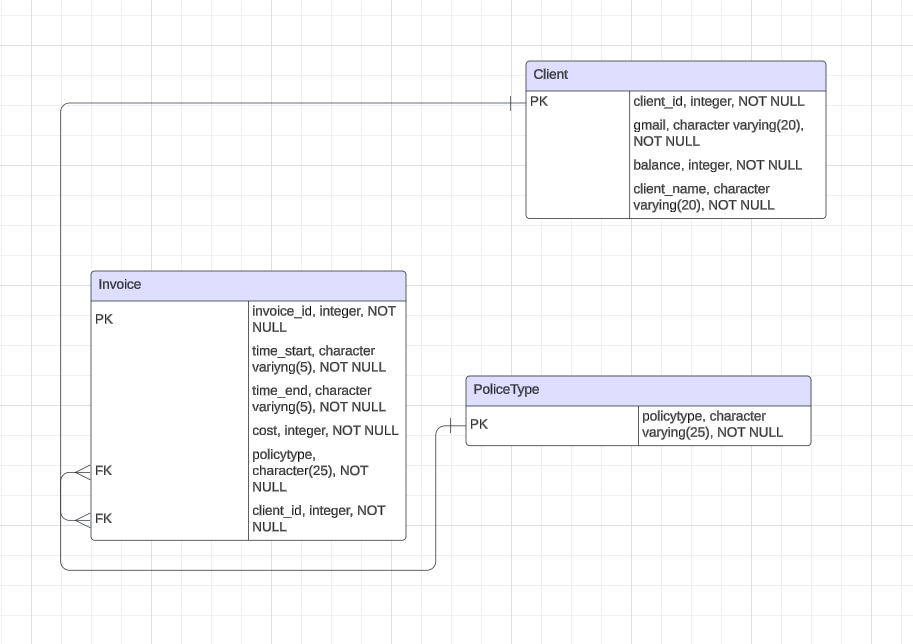 Client
PK
client_id, integer, NOT NULL
gmail, character varying(20),
NOT NULL
balance, integer, NOT NULL
client_name, character
varying(20), NOT NULL
Invoice
PK
invoice_id, integer, NOT
NULL
time_start, character
variyng(5), NOT NULL
time_end, character
variyng(5), NOT NULL
cost, integer, NOT NULL
FK
policytype,
character(25), NOT
NULL
FK
client_id, integer, NOT
NULL
PoliceType
PK
policytype, character
varying(25), NOT NULL